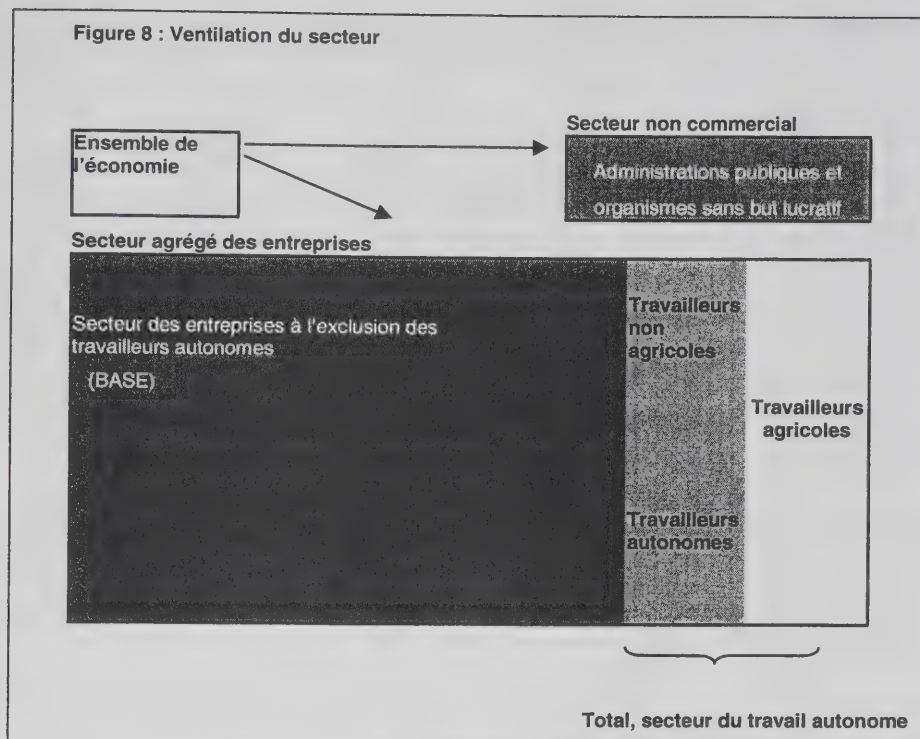 Figure 8 : Ventilation du secteur
Ensemble de
l'économie
Secteur non commercial
Administrations publiques et
organismes sans but lucratif
Secteur agrégé des entreprises
Secteur des entreprises à l'exclusion des
travailleurs autonomes
(BASE)
Travailleurs
non
agricoles
Travailleurs
agricoles
Travailleurs
autonomes
Total, secteur du travail autonome